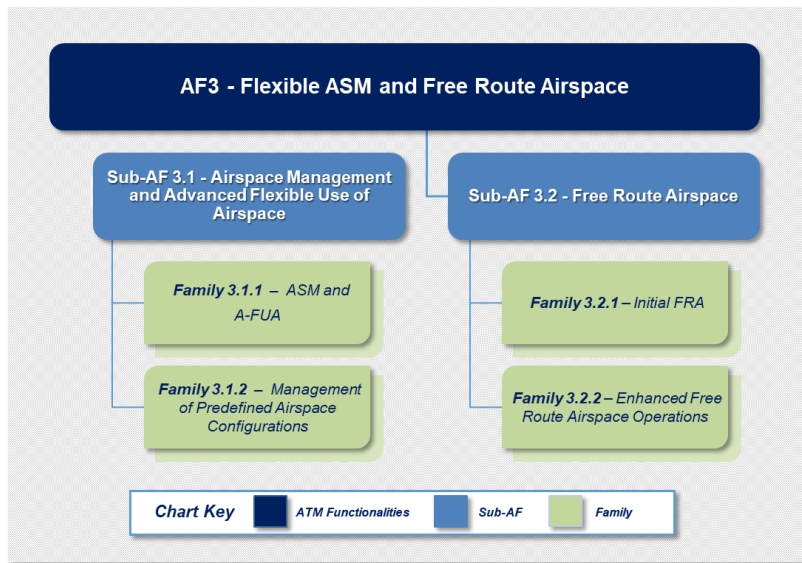 AF3 - Flexible ASM and Free Route Airspace
Sub-AF 3.1 - Airspace Management
and Advanced Flexible Use of
Airspace
Sub-AF 3.2 - Free Route Airspace
Family 3.1.1 – ASM and
A-FUA
Family 3.2.1 – Initial FRA
Family 3.1.2 – Management
of Predefined Airspace
Configurations
Family 3.2.2 – Enhanced Free
Route Airspace Operations
Chart Key
ATM Functionalities
Sub-AF
Family